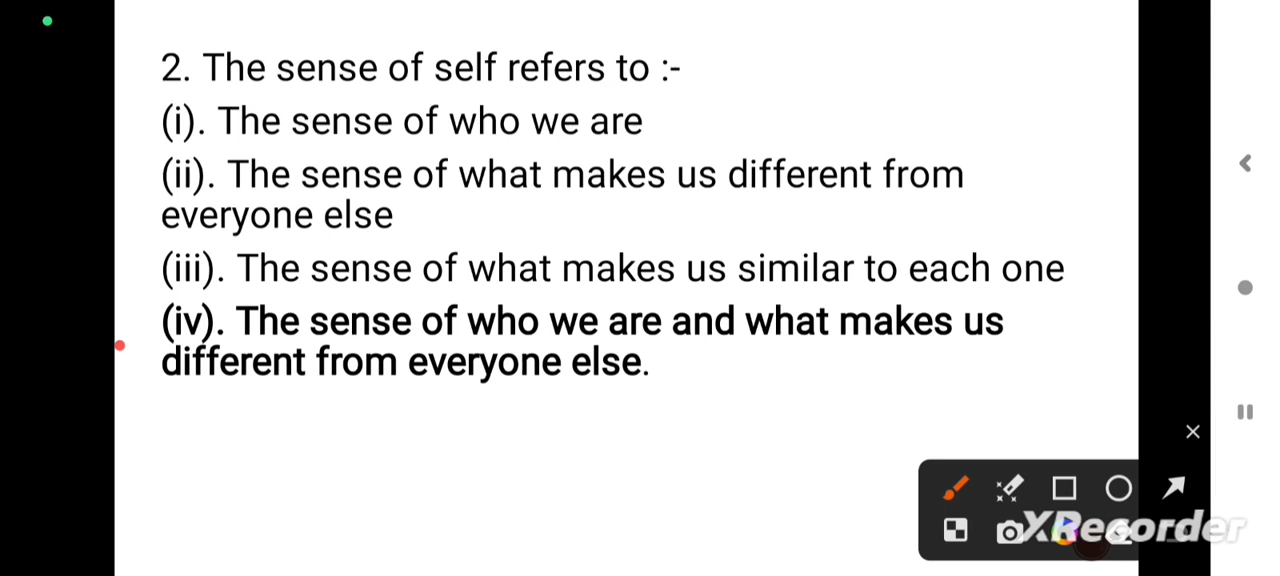 2. The sense of self refers to :-
(i). The sense of who we are
(ii). The sense of what makes us different from
everyone else
(iii). The sense of what makes us similar to each one
(iv). The sense of who we are and what makes us
different from everyone else.
XRecorder